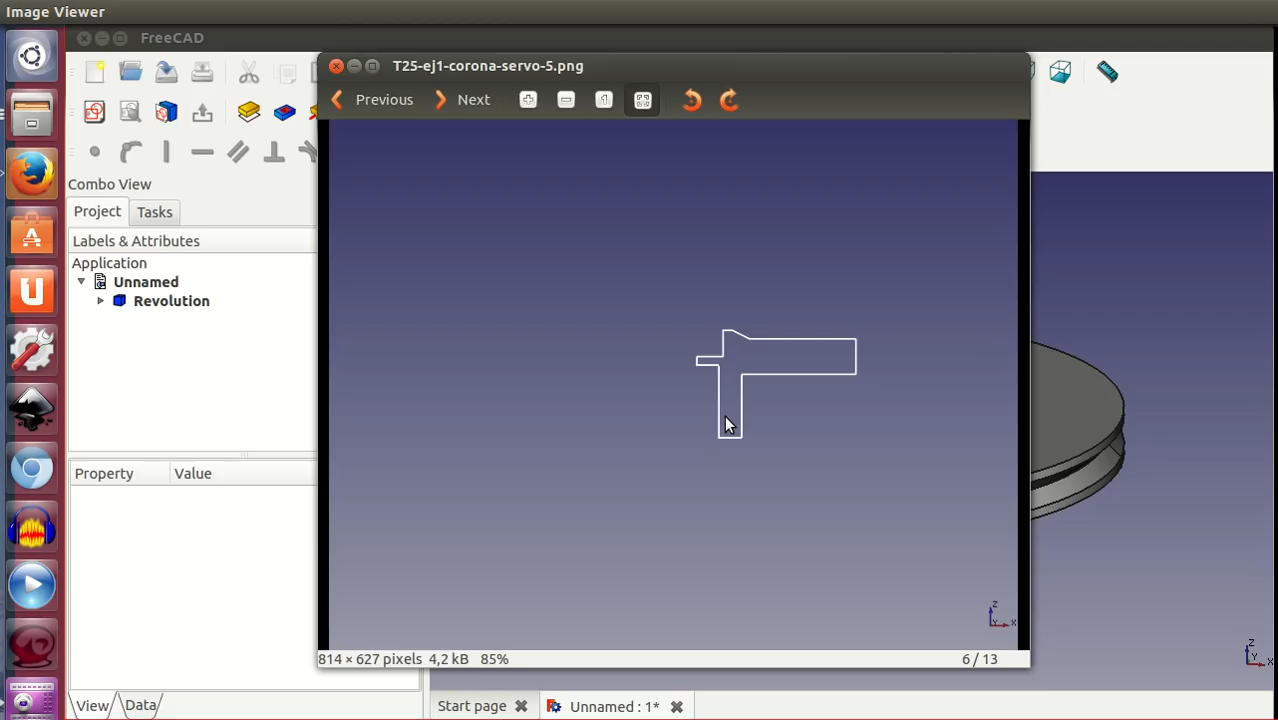 Image Viewer
FreeCAD
T25-ej1-corona-servo-5.png
Previous Next
Combo View
Project Tasks
Labels & Attributes
Application
Unnamed
Revolution
Property Value
Z
Y X
Z
Y X
814 × 627 pixels 4,2 kB 85% 6 / 13
View Data
Start page Unnamed : 1*